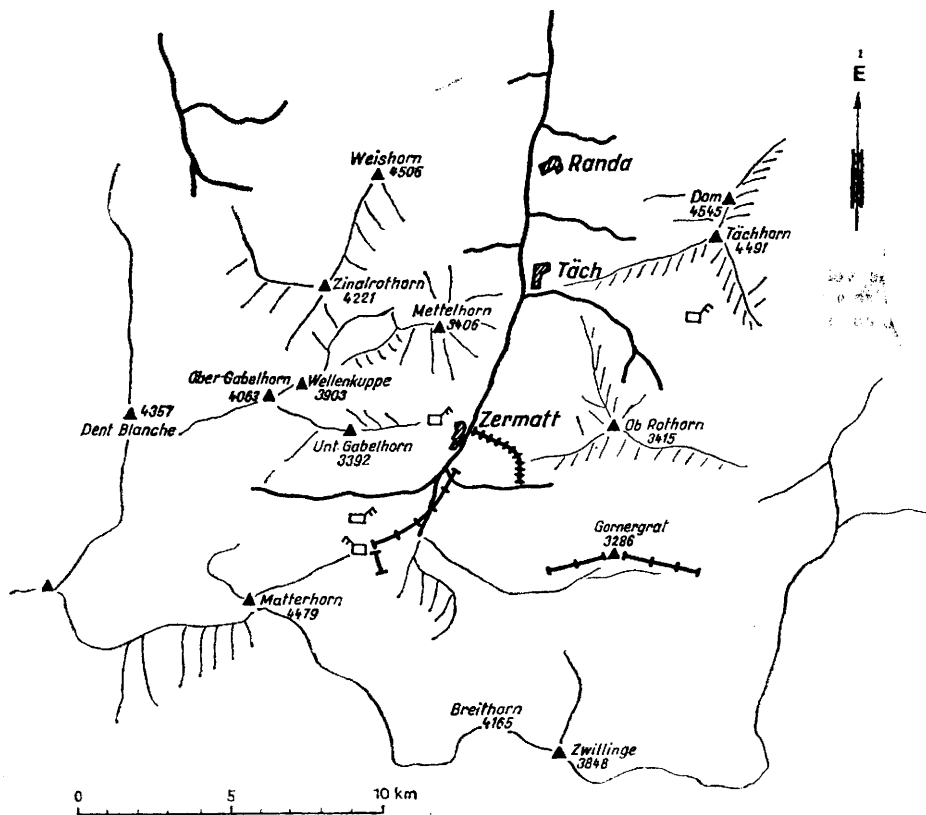 E
Weishorn
4506
Randa
Dom
4545
Tächhorn
4491
Täch
Zinalrothorn
4221
Mettelhorn
3406
Ober Gabelhorn
4063
Wellenkuppe
3903
4357
Dent Blanche
Unt Gabelhorn
3392
Zermatt
Ob Rothorn
3415
Gornergrat
3286
Matterhorn
4479
Breithorn
4165
Zwillinge
3848
0 5 10 km